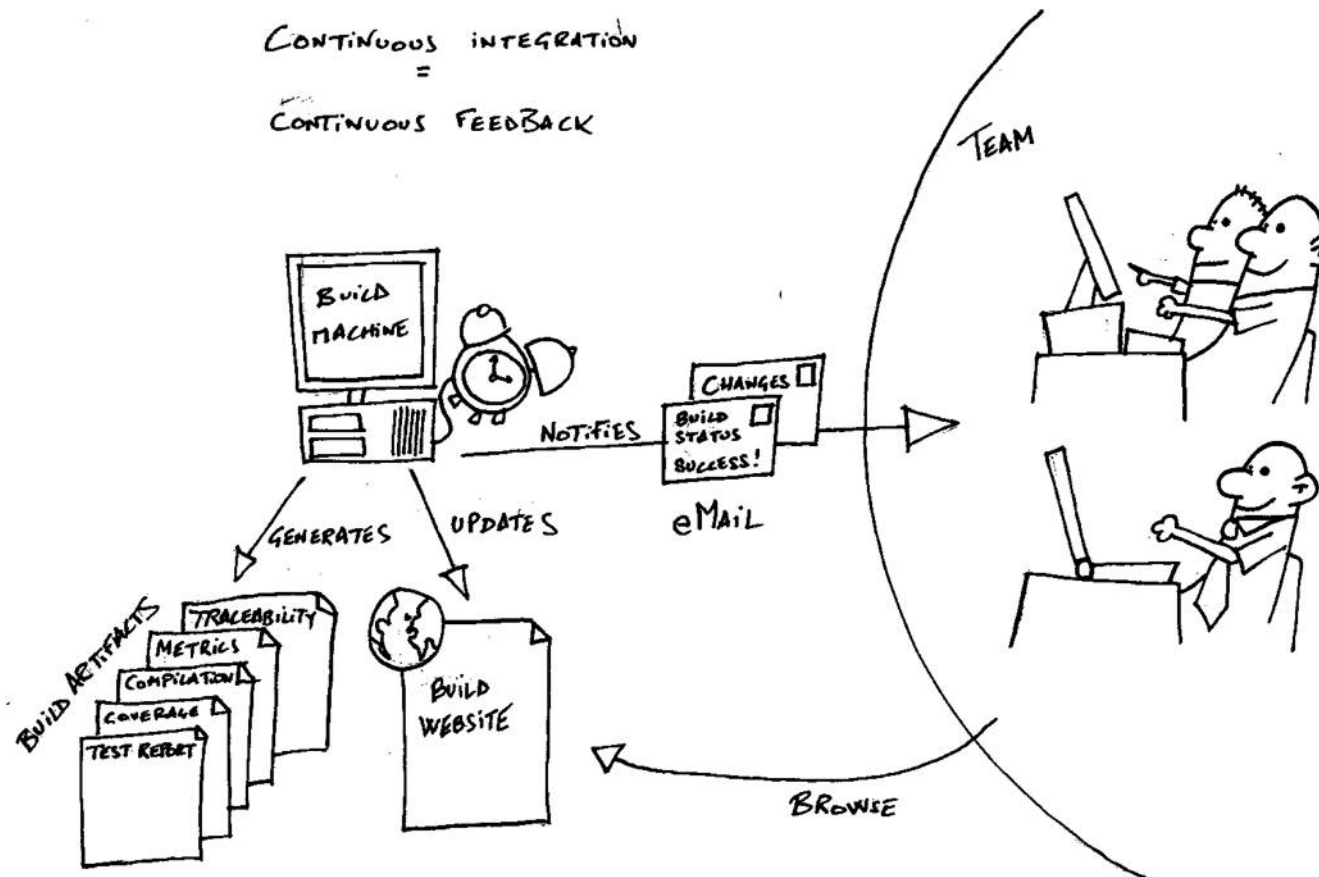 CONTINUOUS INTEGRATION
=
CONTINUOUS FEEDBACK
TEAM
BUILD
MACHINE
NOTIFIES
CHANGES
BUILD
STATUS
SUCCESS!
eMAIL
GENERATES
UPDATES
BUILD ARTIFACTS
TRACEABILITY
METRICS
COMPILATION
COVERAGE
TEST REPORT
BUILD
WEBSITE
BROWSE